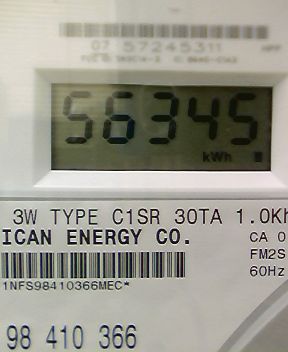 07 57245311
56345
kWh
3W TYPE C1SR 30TA 1.0Kh
ICAN ENERGY CO.
CA 0
FM2S
60Hz
1NFS98410366MEC*
98 410 366